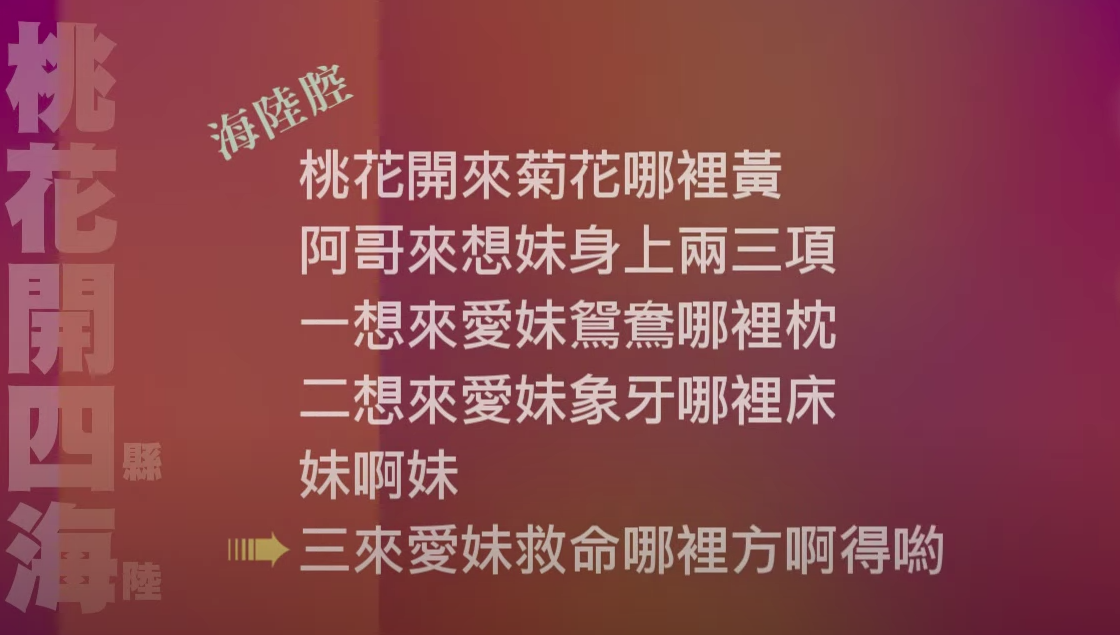 桃花開四海
縣
陸
海陸腔
桃花開來菊花哪裡黃
阿哥來想妹身上兩三項
一想來愛妹鴛鴦哪裡枕
二想來愛妹象牙哪裡床
妹啊妹
三來愛妹救命哪裡方啊得喲